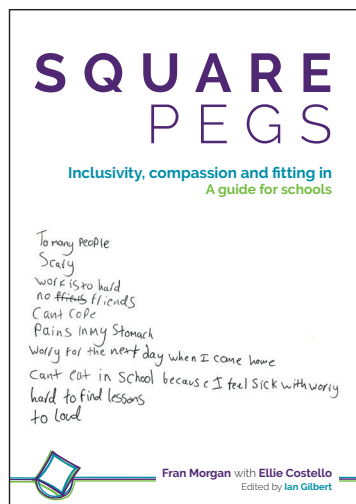 SQUARE
PEGS
Inclusivity, compassion and fitting in
A guide for schools
To many people
Scary
work is to hard
no ffriers friends
Cant cope
Pains in my Stomach
Worry for the next day when I come home
Cant eat in School because I feel Sick with worry
hard to find lessons
to loud
Fran Morgan with Ellie Costello
Edited by Ian Gilbert